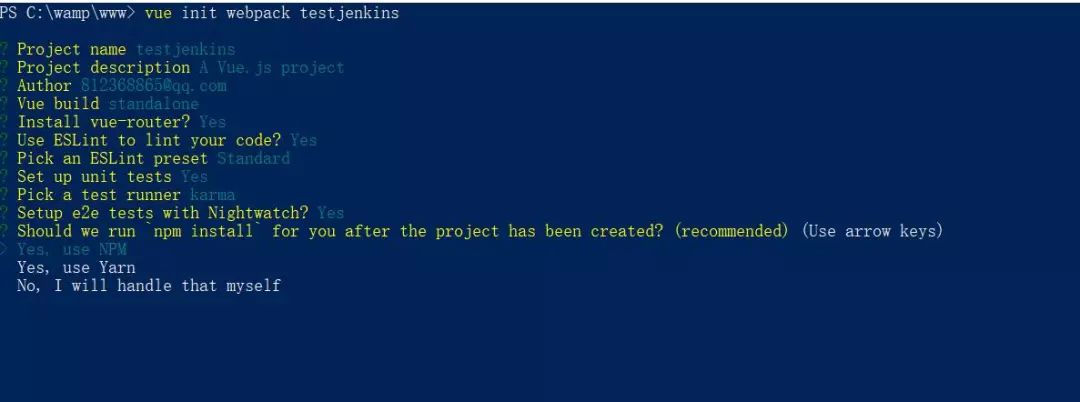 PS C:\wamp\www> vue init webpack testjenkins
? Project name testjenkins
? Project description A Vue.js project
? Author 812368865@qq.com
? Vue build standalone
? Install vue-router? Yes
? Use ESLint to lint your code? Yes
? Pick an ESLint preset Standard
? Set up unit tests Yes
? Pick a test runner karma
? Setup e2e tests with Nightwatch? Yes
? Should we run `npm install` for you after the project has been created? (recommended) (Use arrow keys)
> Yes, use NPM
Yes, use Yarn
No, I will handle that myself